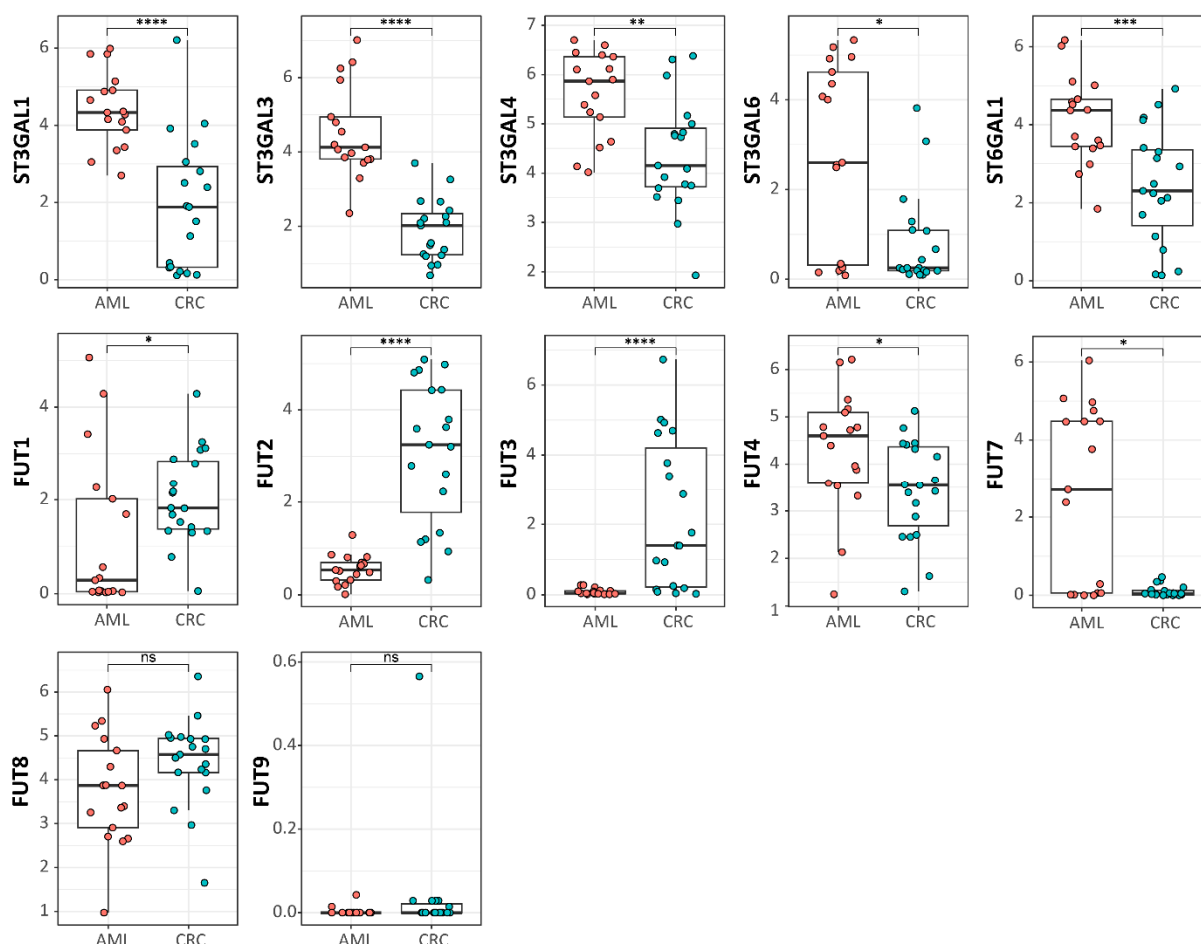 ST3GAL1
****
6
4
2
0
AML
CRC
ST3GAL3
****
6
4
2
0
AML
CRC
ST3GAL4
**
7
6
5
4
3
2
AML
CRC
ST3GAL6
*
4
2
0
AML
CRC
ST6GAL1
***
6
4
2
0
AML
CRC
FUT1
*
4
2
0
AML
CRC
FUT2
****
4
2
0
AML
CRC
FUT3
****
6
4
2
0
AML
CRC
FUT4
*
6
5
4
3
2
1
AML
CRC
FUT7
*
6
4
2
0
AML
CRC
FUT8
ns
6
5
4
3
2
1
AML
CRC
FUT9
ns
0.6
0.4
0.2
0.0
AML
CRC